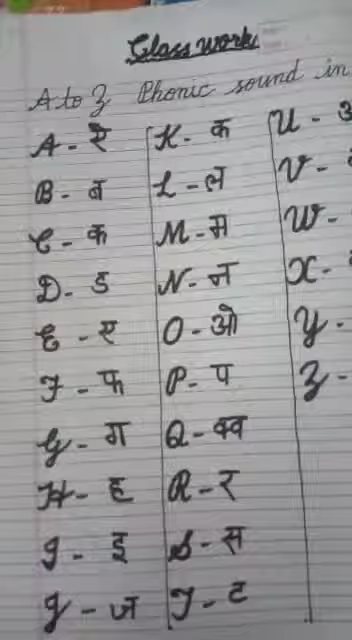 Class work
A to Z Phonic sound in
A - ऐ
B - ब
C - क
D - ड
E - ए
F - फ
G - ग
H - ह
I - इ
J - ज
K - क
L - ल
M - म
N - न
O - ओ
P - प
Q - क्व
R - र
S - स
T - ट
U -
V -
W -
X -
Y -
Z -